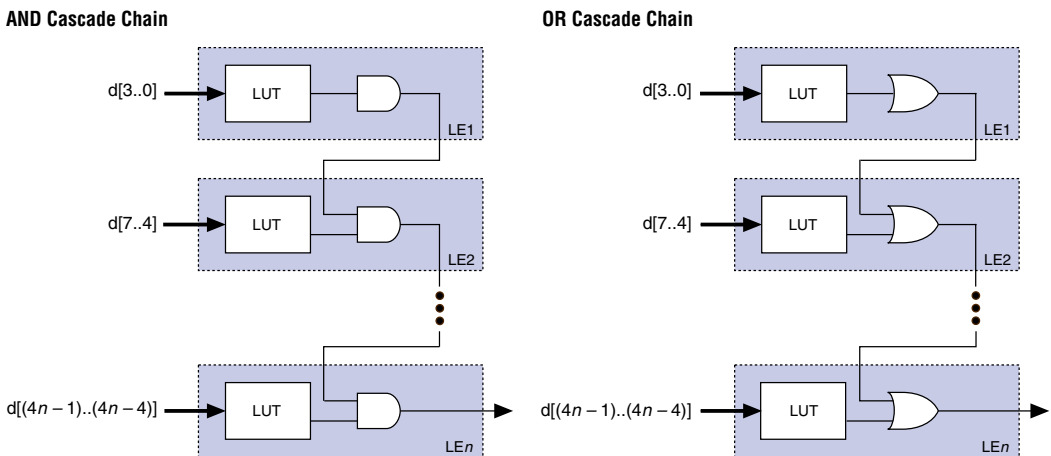 AND Cascade Chain
d[3..0]
LUT
LE1
d[7..4]
LUT
LE2
d[(4n – 1)..(4n – 4)]
LUT
LEn
OR Cascade Chain
d[3..0]
LUT
LE1
d[7..4]
LUT
LE2
d[(4n – 1)..(4n – 4)]
LUT
LEn